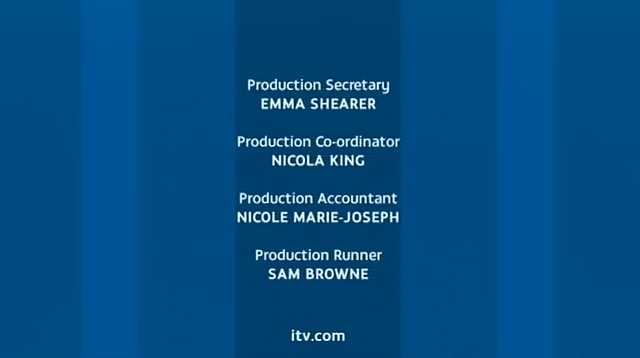 Production Secretary
EMMA SHEARER
Production Co-ordinator
NICOLA KING
Production Accountant
NICOLE MARIE-JOSEPH
Production Runner
SAM BROWNE
itv.com